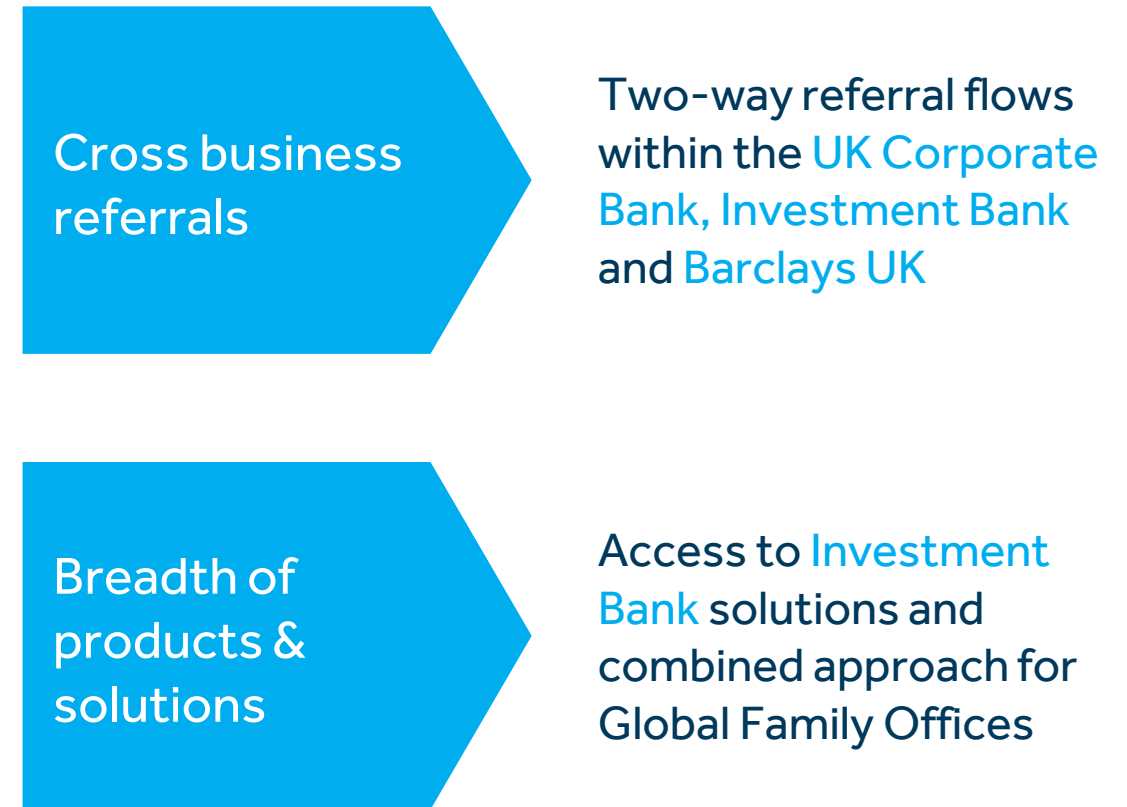 Cross business
referrals
Two-way referral flows
within the UK Corporate
Bank, Investment Bank
and Barclays UK
Breadth of
products &
solutions
Access to Investment
Bank solutions and
combined approach for
Global Family Offices